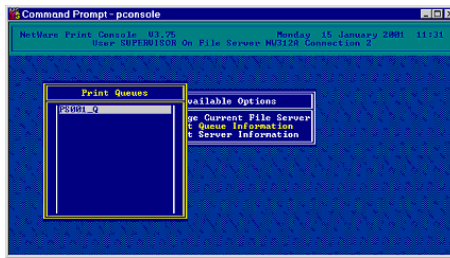 Command Prompt - pconsole
NetWare Print Console V3.75 Monday 15 January 2001 11:31
User SUPERVISOR On File Server NW312R Connection 2
Print Queues
PS001_Q
vailable Options
ge Current File Server
t Queue Information
t Server Information